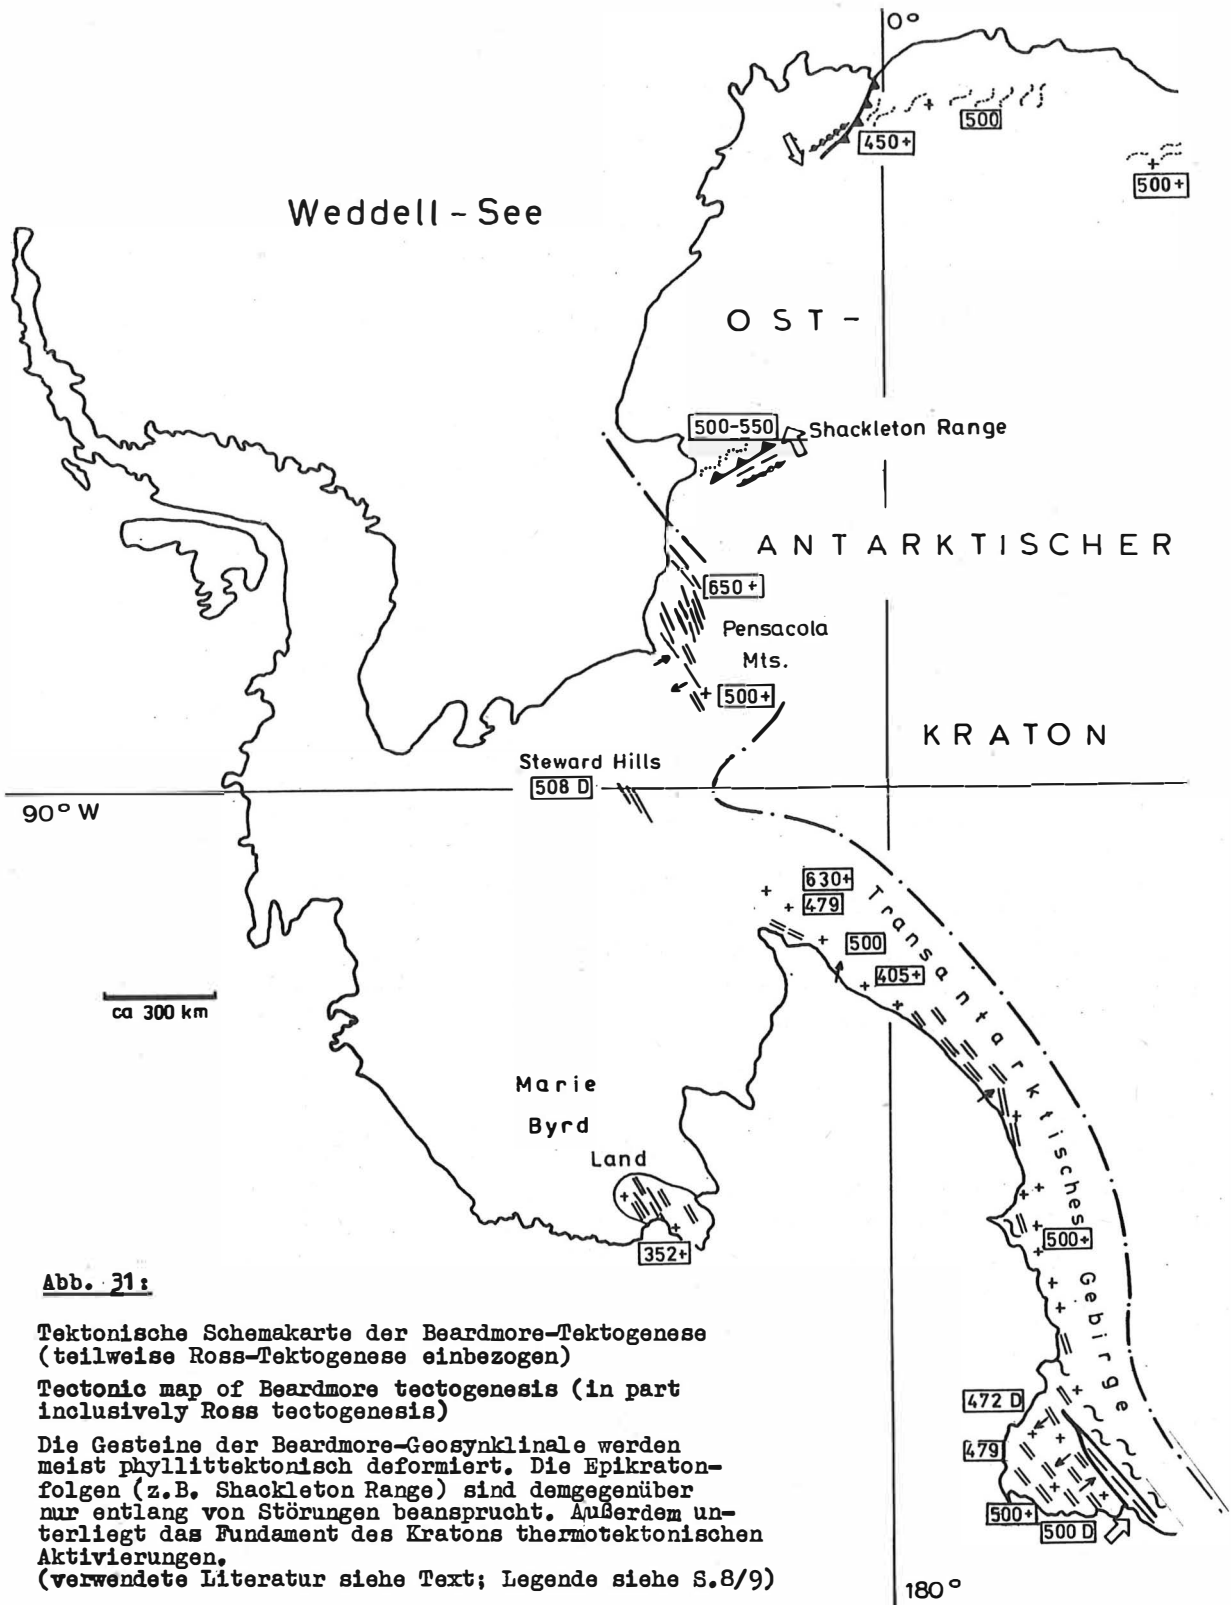 0°
500
450+
500+
Weddell-See
OST-
500-550
Shackleton Range
ANTARKTISCHER
650+
Pensacola
Mts.
500+
KRATON
Steward Hills
508 D
90° W
630+
479
500
405+
Transantarktisches Gebirge
ca 300 km
Marie
Byrd
Land
352+
500+
472 D
479
500+
500 D
180°
Abb. 31:
Tektonische Schemakarte der Beardmore-Tektogenese
(teilweise Ross-Tektogenese einbezogen)
Tectonic map of Beardmore tectogenesis (in part
inclusively Ross tectogenesis)
Die Gesteine der Beardmore-Geosynklinale werden
meist phyllittektonisch deformiert. Die Epikraton-
folgen (z.B. Shackleton Range) sind demgegenüber
nur entlang von Störungen beansprucht. Außerdem un-
terliegt das Fundament des Kratons thermotektonischen
Aktivierungen.
(verwendete Literatur siehe Text; Legende siehe S.8/9)